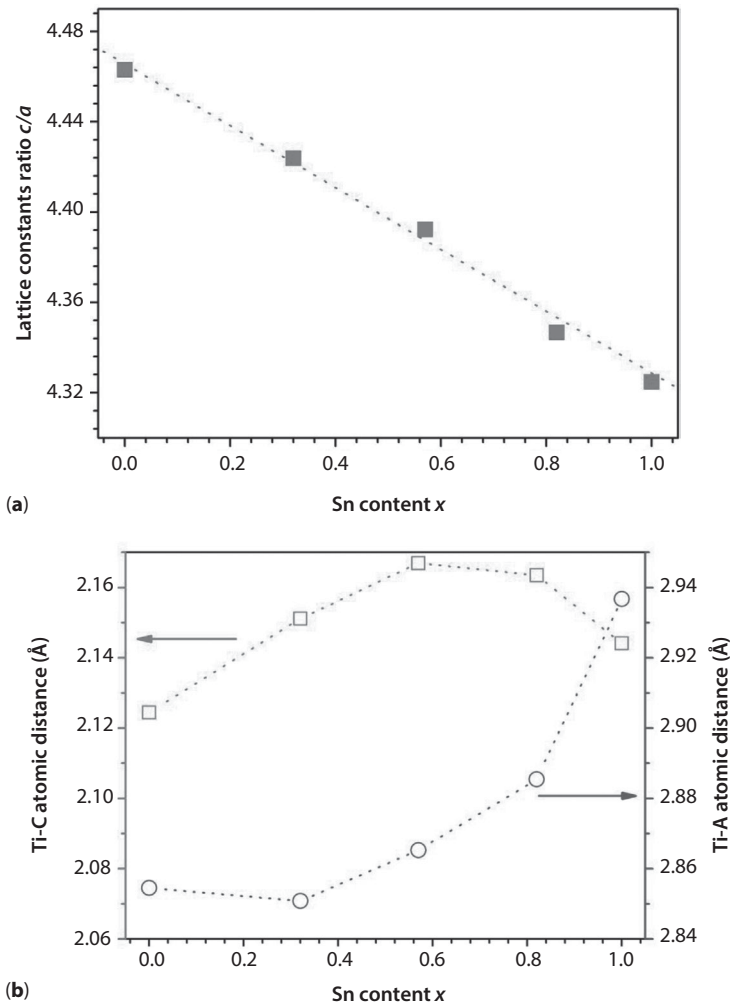 4.48
4.44
4.40
4.36
4.32
Lattice constants ratio c/a
0.0 0.2 0.4 0.6 0.8 1.0
(a)
Sn content x
2.16
2.14
2.12
2.10
2.08
2.06
Ti-C atomic distance (Å)
2.94
2.92
2.90
2.88
2.86
2.84
Ti-A atomic distance (Å)
0.0 0.2 0.4 0.6 0.8 1.0
(b)
Sn content x